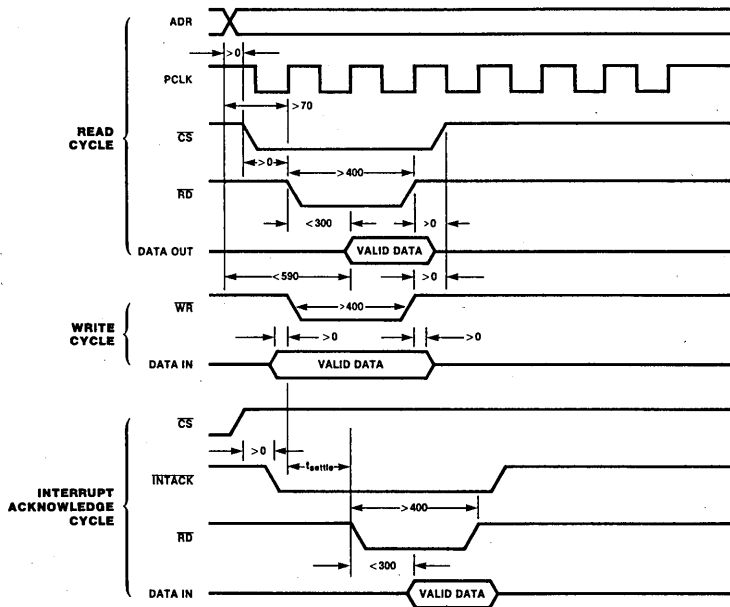 ADR
>0
PCLK
>70
READ
CYCLE
CS
>0
>400
RD
<300
>0
DATA OUT
VALID DATA
<590
>0
WR
>400
WRITE
CYCLE
>0
>0
DATA IN
VALID DATA
CS
>0
tsettle
INTACK
INTERRUPT
ACKNOWLEDGE
CYCLE
>400
RD
<300
DATA IN
VALID DATA